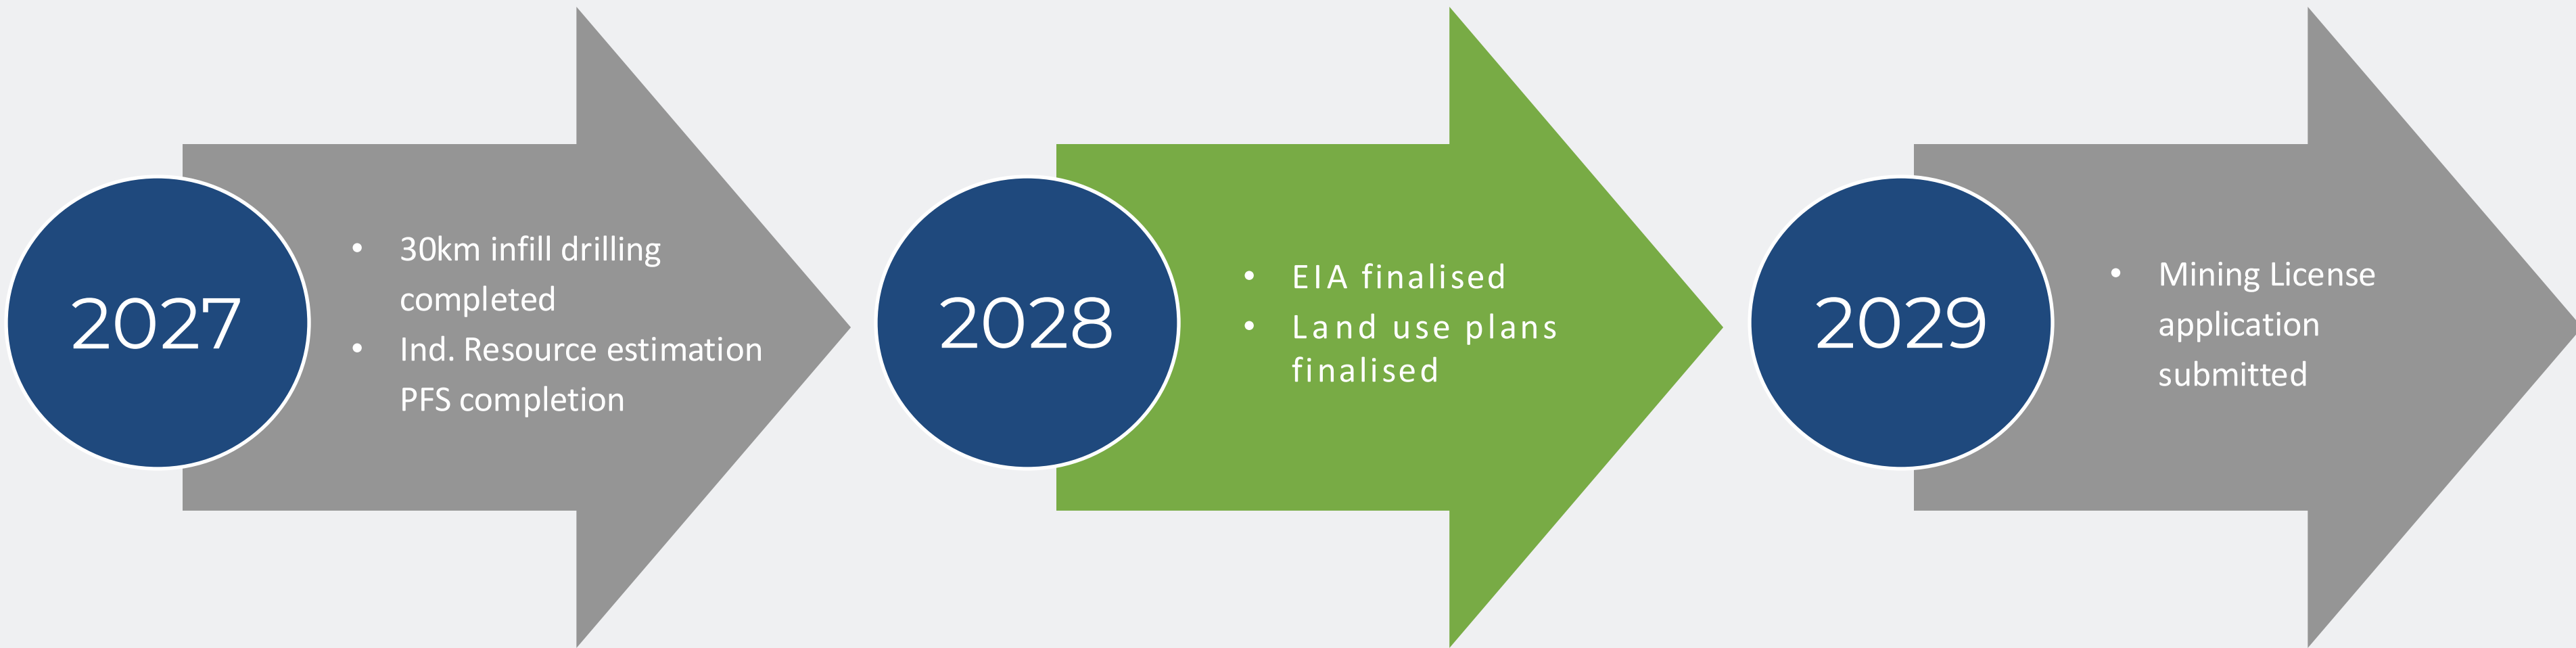 2027
• 30km infill drilling
completed
• Ind. Resource estimation
PFS completion
2028
• EIA finalised
• Land use plans
finalised
2029
• Mining License
application
submitted